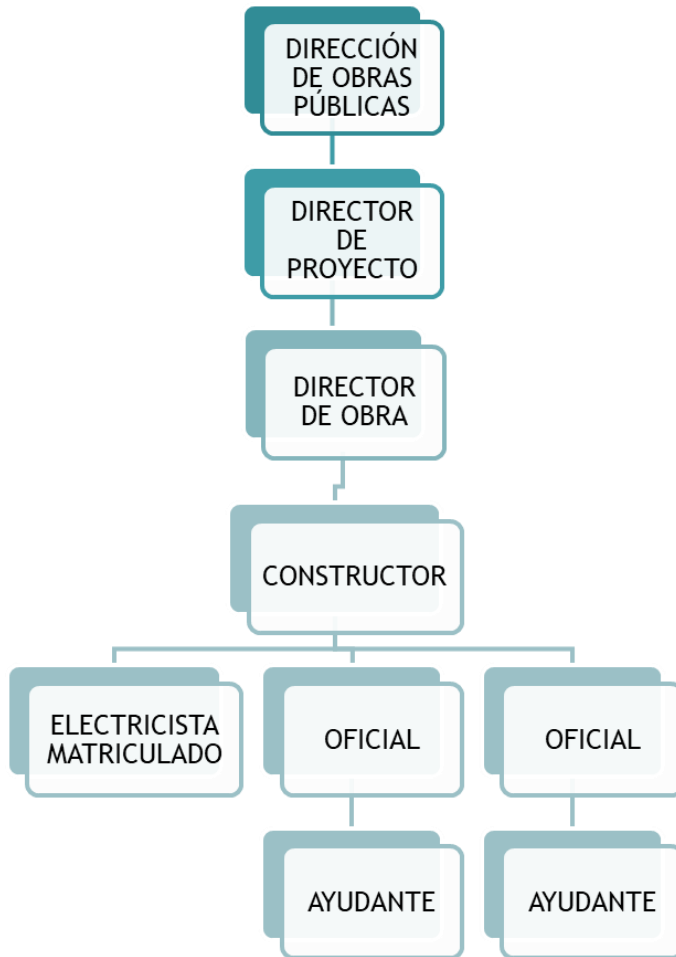 DIRECCIÓN
DE OBRAS
PÚBLICAS
DIRECTOR
DE
PROYECTO
DIRECTOR
DE OBRA
CONSTRUCTOR
ELECTRICISTA
MATRICULADO
OFICIAL
OFICIAL
AYUDANTE
AYUDANTE